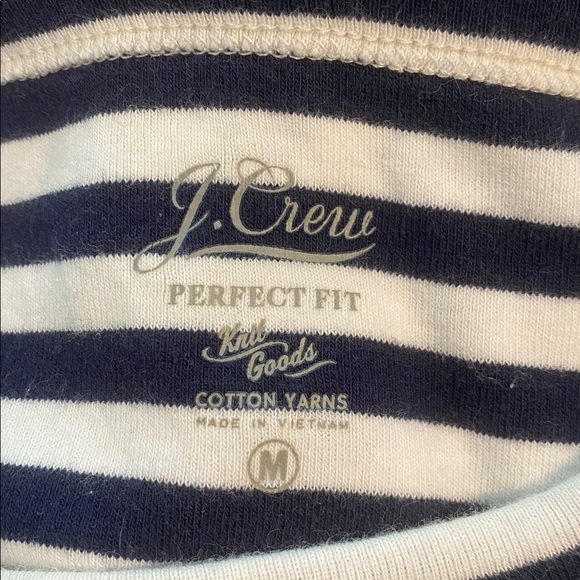 J.Crew
PERFECT FIT
Knit
Goods
COTTON YARNS
MADE IN VIETNAM
M